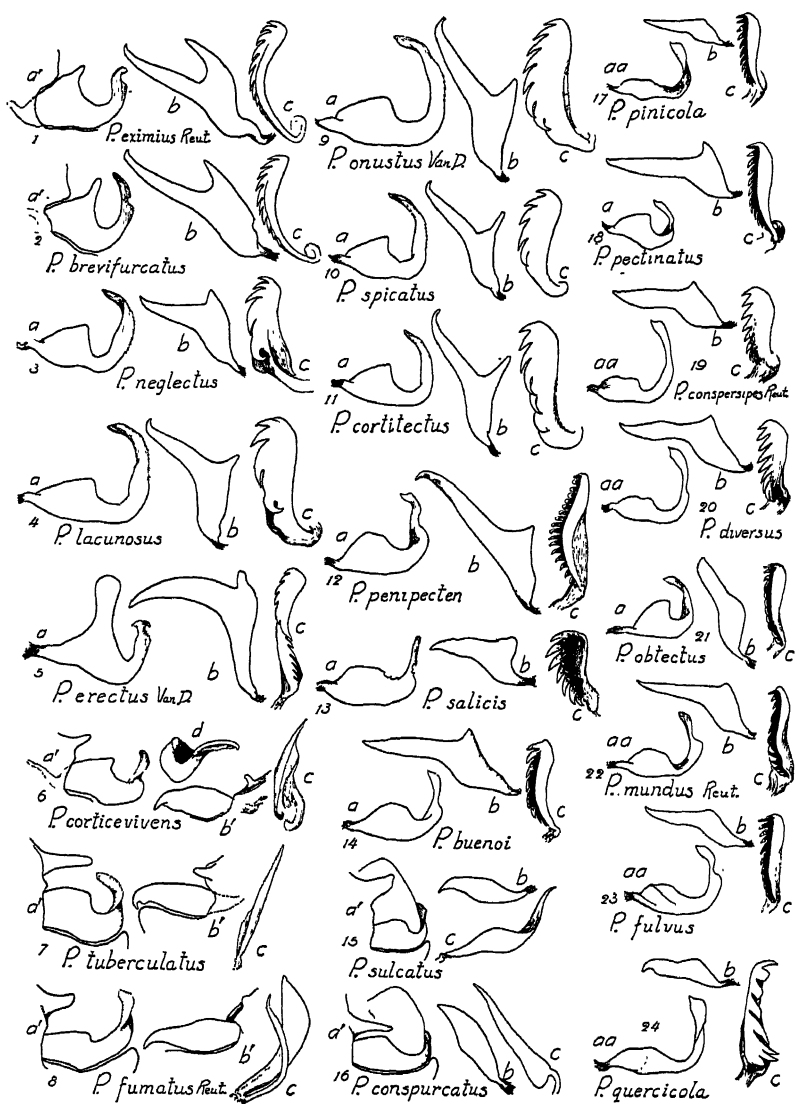 a' b c
1 P. eximius Reut.
a' b c
2 P. brevifurcatus
a b c
3 P. neglectus
a b c
4 P. lacunosus
a b c
5 P. erectus Van D.
a' d b' c
6 P. corticevivens
a' b' c
7 P. tuberculatus
a' b' c
8 P. fumatus Reut.
a b c
9 P. onustus Van D.
a b c
10 P. spicatus
a b c
11 P. cortitectus
a b c
12 P. penipecten
a b c
13 P. salicis
a b c
14 P. buenoi
a' b c
15 P. sulcatus
a' b c
16 P. conspurcatus
aa b c
17 P. pinicola
a b c
18 P. pectinatus
aa b c
19 P. conspersipes Reut.
aa b c
20 P. diversus
a b c
21 P. obtectus
aa b c
22 P. mundus Reut.
aa b c
23 P. fulvus
aa b c
24 P. quercicola